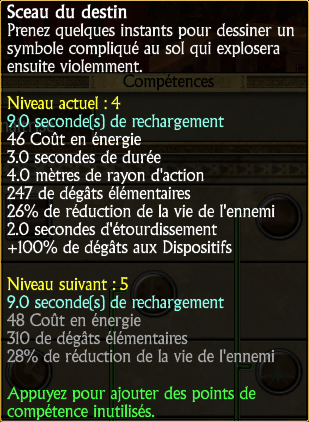 Sceau du destin
Prenez quelques instants pour dessiner un
symbole compliqué au sol qui explosera
ensuite violemment.
Compétences
Niveau actuel : 4
9.0 seconde(s) de rechargement
46 Coût en énergie
3.0 secondes de durée
4.0 mètres de rayon d'action
247 de dégâts élémentaires
26% de réduction de la vie de l'ennemi
2.0 secondes d'étourdissement
+100% de dégâts aux Dispositifs
Niveau suivant : 5
9.0 seconde(s) de rechargement
48 Coût en énergie
310 de dégâts élémentaires
28% de réduction de la vie de l'ennemi
Appuyez pour ajouter des points de
compétence inutilisés.